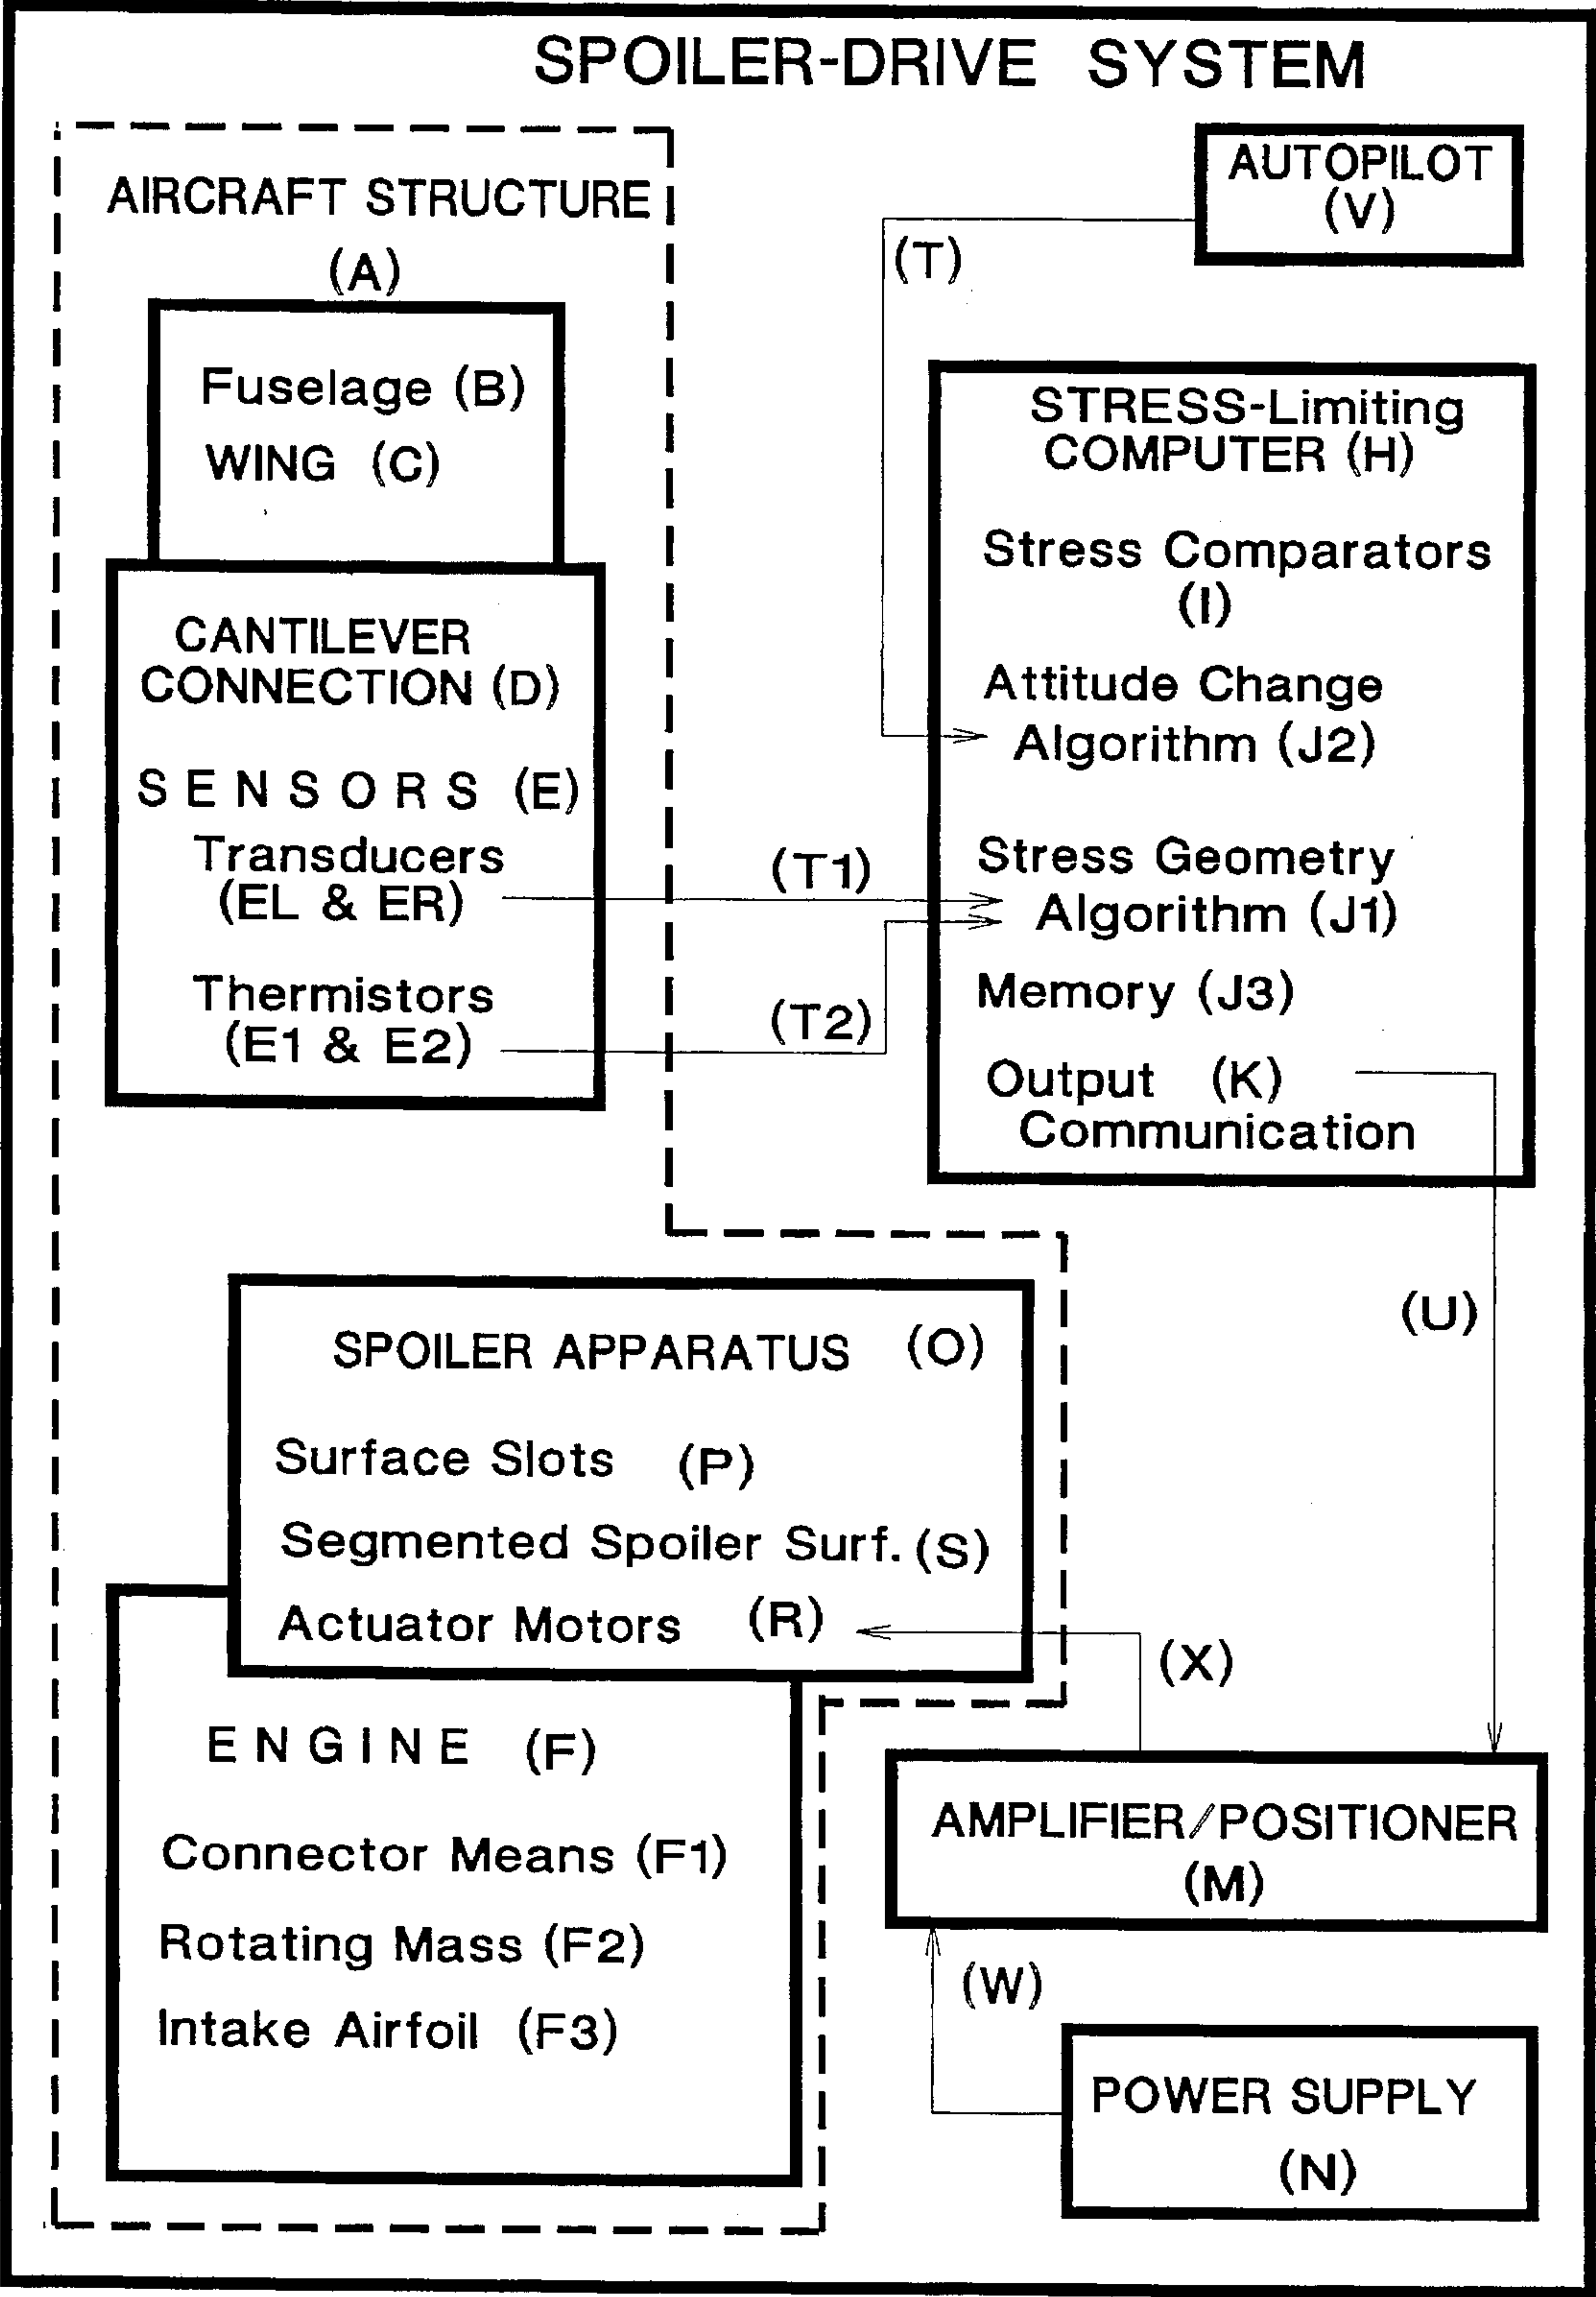 SPOILER-DRIVE SYSTEM
AIRCRAFT STRUCTURE
(A)
Fuselage (B)
WING (C)
CANTILEVER
CONNECTION (D)
SENSORS (E)
Transducers
(EL & ER)
Thermistors
(E1 & E2)
(T1)
(T2)
AUTOPILOT
(V)
(T)
STRESS-Limiting
COMPUTER (H)
Stress Comparators
(I)
Attitude Change
Algorithm (J2)
Stress Geometry
Algorithm (J1)
Memory (J3)
Output (K)
Communication
(U)
SPOILER APPARATUS (O)
Surface Slots (P)
Segmented Spoiler Surf. (S)
Actuator Motors (R)
(X)
ENGINE (F)
Connector Means (F1)
Rotating Mass (F2)
Intake Airfoil (F3)
AMPLIFIER/POSITIONER
(M)
(W)
POWER SUPPLY
(N)